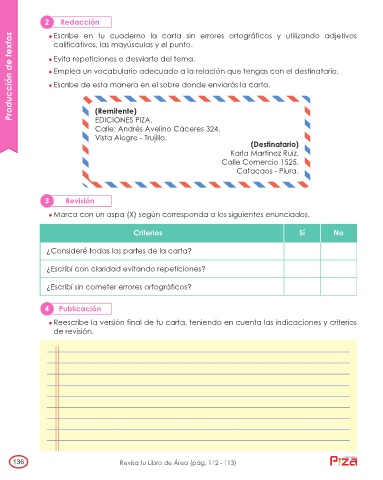 Producción de textos
2 Redacción
• Escribe en tu cuaderno la carta sin errores ortográficos y utilizando adjetivos
calificativos, las mayúsculas y el punto.
• Evita repeticiones o desviarte del tema.
• Emplea un vocabulario adecuado a la relación que tengas con el destinatario.
• Escribe de esta manera en el sobre donde enviarás la carta.
(Remitente)
EDICIONES PIZA.
Calle: Andrés Avelino Cáceres 324.
Vista Alegre - Trujillo.
(Destinatario)
Karla Martínez Ruiz.
Calle Comercio 1525.
Catacaos - Piura.
3 Revisión
• Marca con un aspa (X) según corresponda a los siguientes enunciados.
Criterios Sí No
¿Consideré todas las partes de la carta?
¿Escribí con claridad evitando repeticiones?
¿Escribí sin cometer errores ortográficos?
4 Publicación
• Reescribe la versión final de tu carta, teniendo en cuenta las indicaciones y criterios
de revisión.
136
Revisa tu Libro de Área (pág. 112 - 113)
PIZA